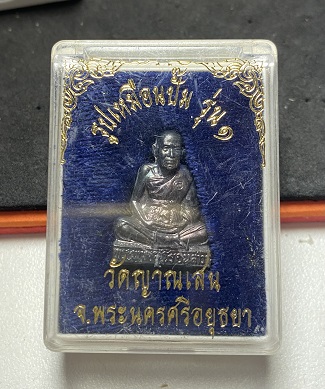 รูปเหมือนปั๊ม รุ่น ๑
วัดญาณเสน
จ.พระนครศรีอยุธยา